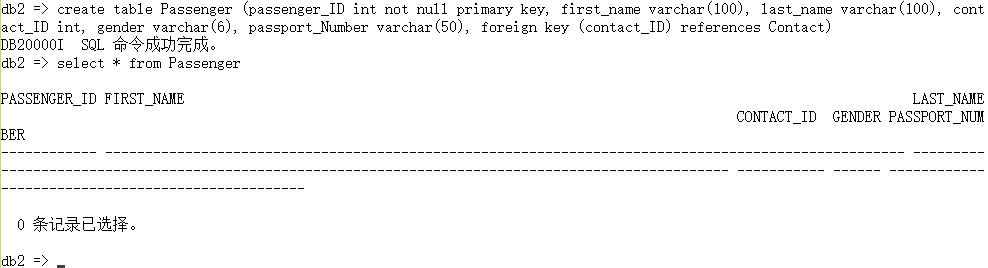 db2 => create table Passenger (passenger_ID int not null primary key, first_name varchar(100), last_name varchar(100), cont
act_ID int, gender varchar(6), passport_Number varchar(50), foreign key (contact_ID) references Contact)
DB20000I  SQL 命令成功完成。
db2 => select * from Passenger
PASSENGER_ID FIRST_NAME LAST_NAME
CONTACT_ID  GENDER PASSPORT_NUM
BER
------------ ---------------------------------------------------------------------------------------------------- ---------
------------------------------------------------------------------------------------------- ----------- ------ ------------
--------------------------------------
0 条记录已选择。
db2 => _